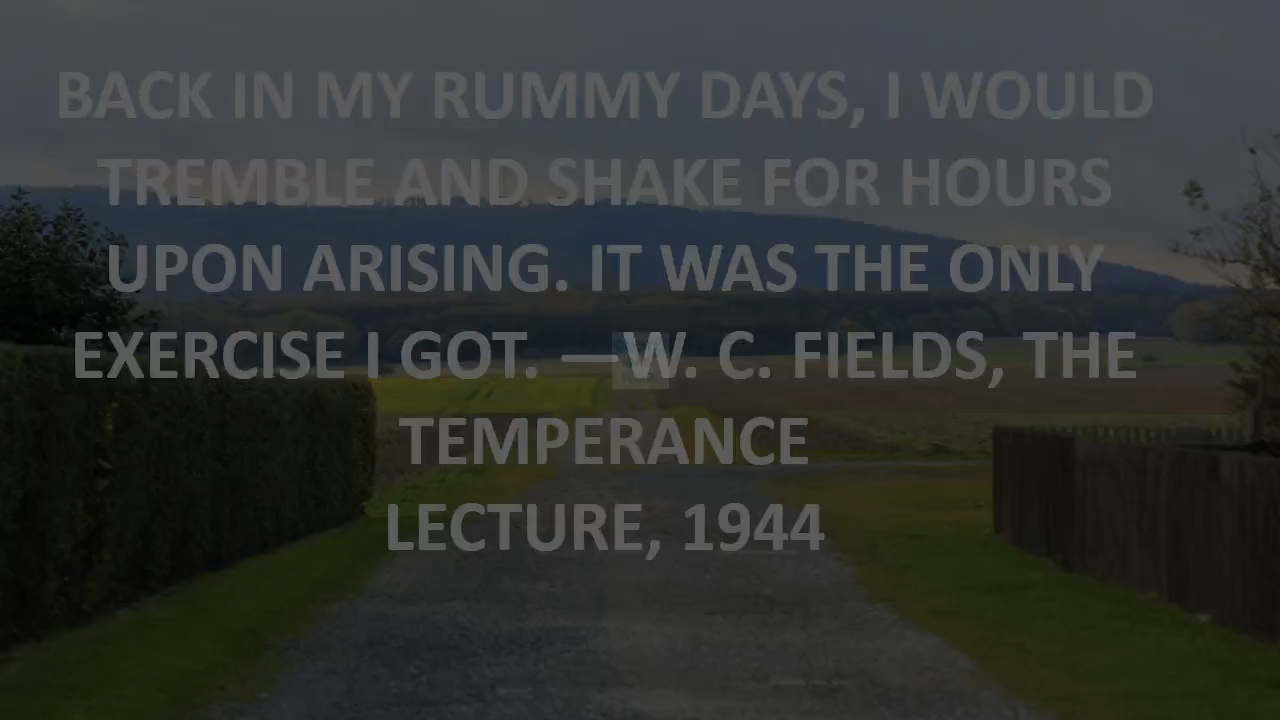 BACK IN MY RUMMY DAYS, I WOULD
TREMBLE AND SHAKE FOR HOURS
UPON ARISING. IT WAS THE ONLY
EXERCISE I GOT. —W. C. FIELDS, THE
TEMPERANCE
LECTURE, 1944